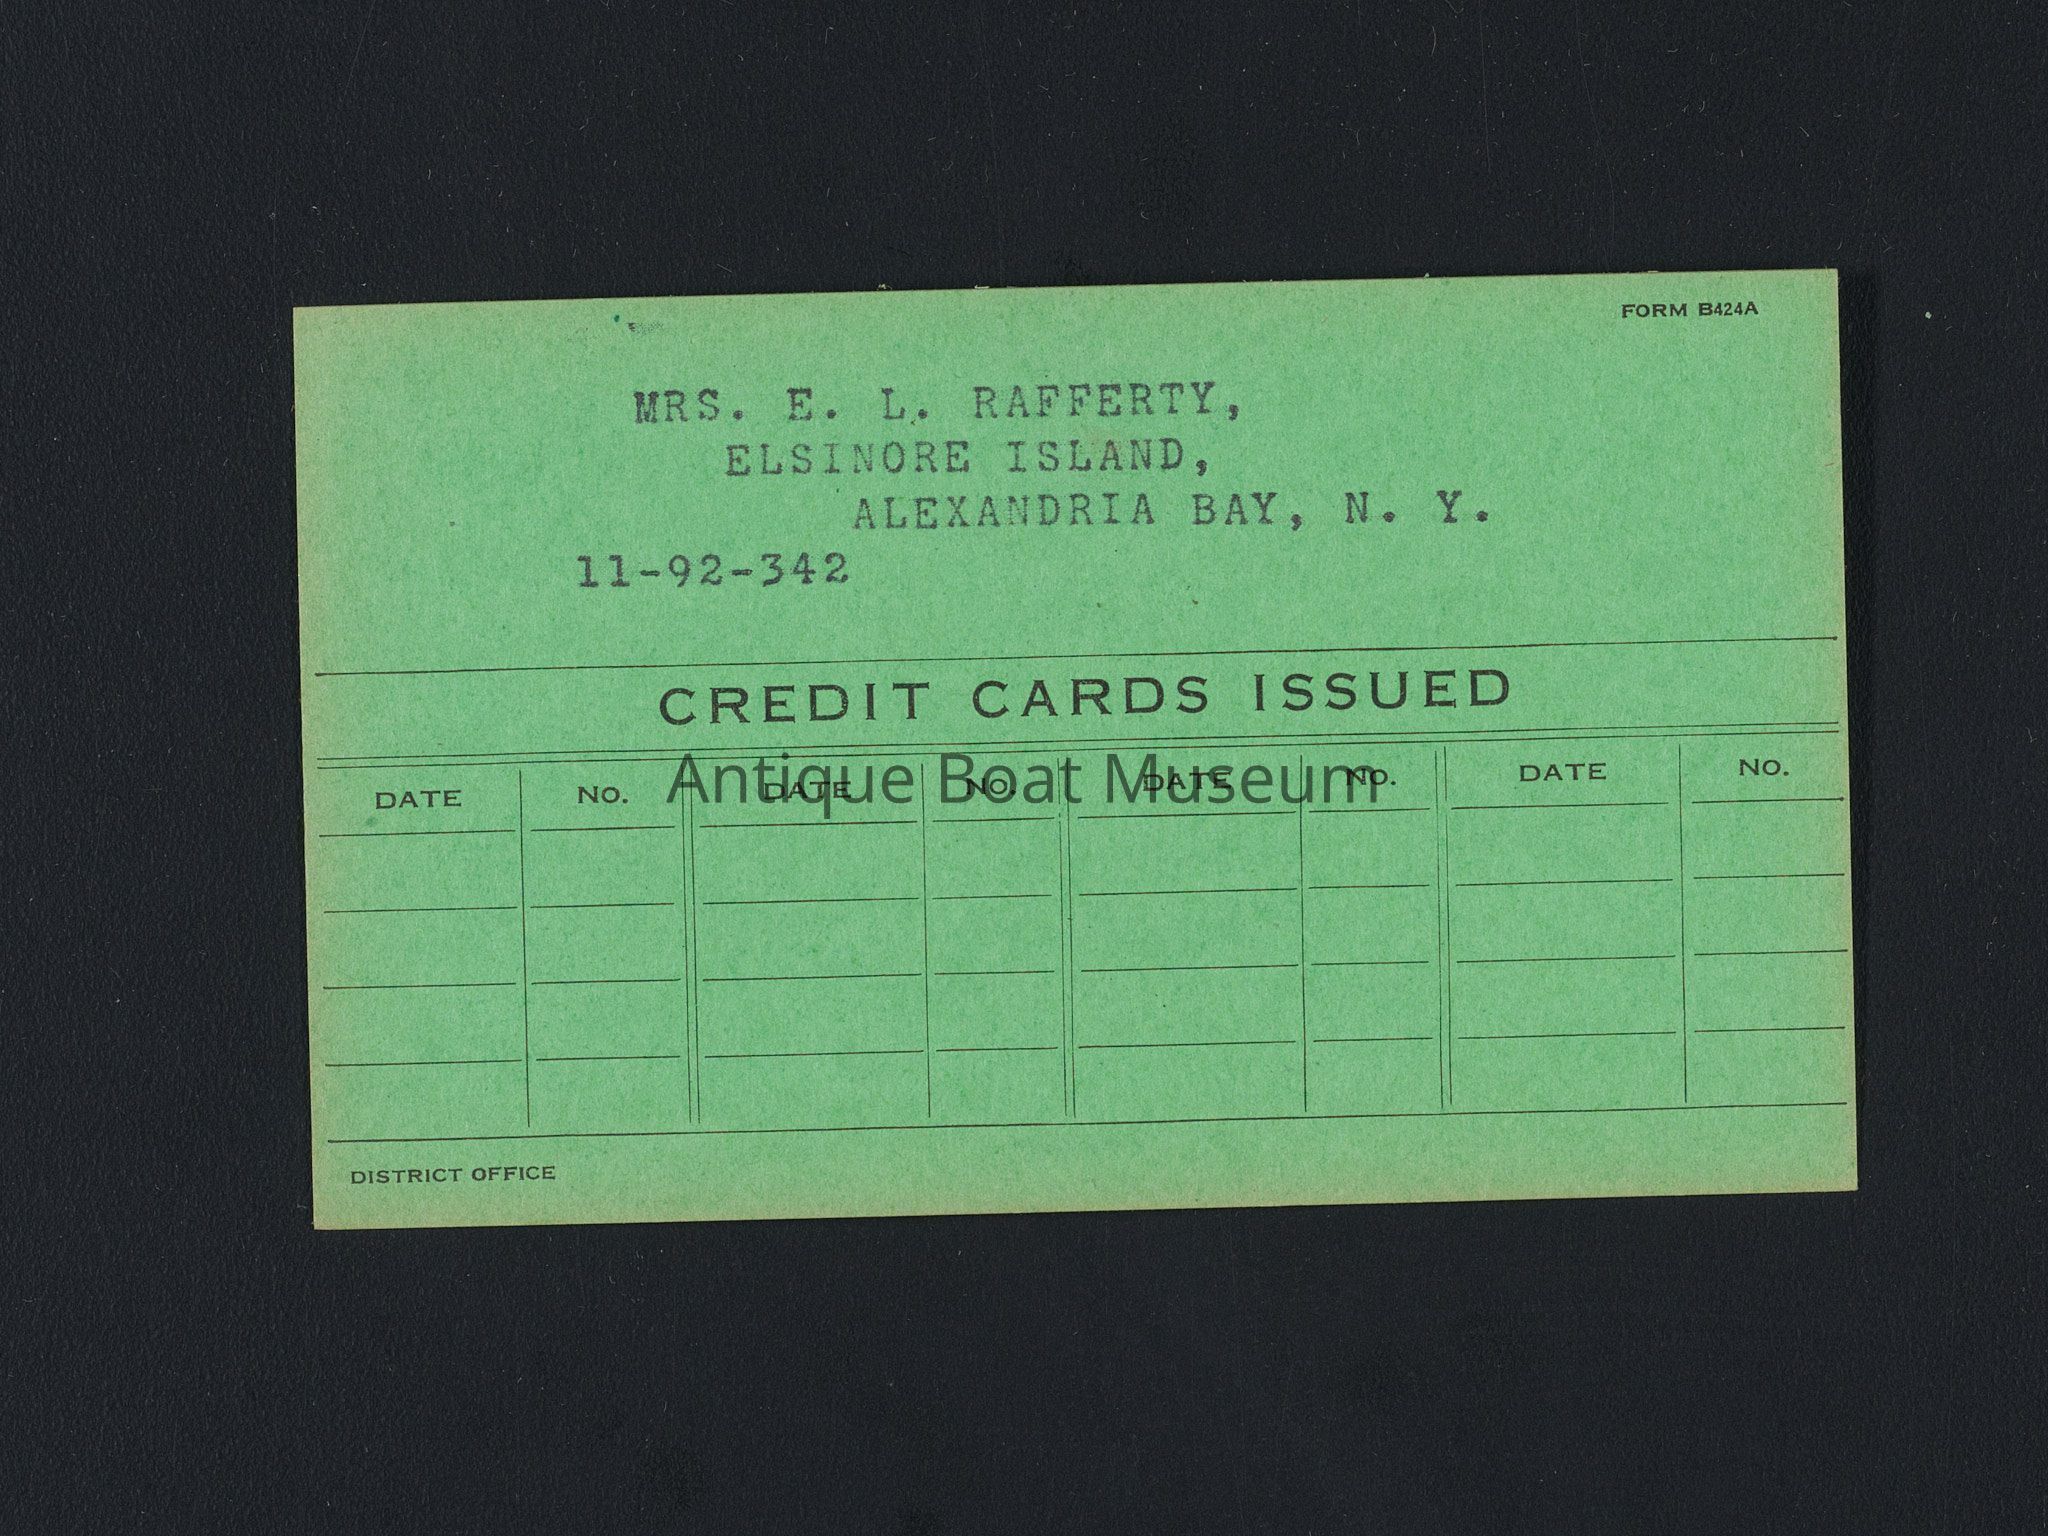 FORM B424A
MRS. E. L. RAFFERTY,
ELSINORE ISLAND,
ALEXANDRIA BAY, N. Y.
11-92-342
CREDIT CARDS ISSUED
Antique Boat Museum
DATE NO. DATE NO. DATE NO. DATE NO.
DISTRICT OFFICE